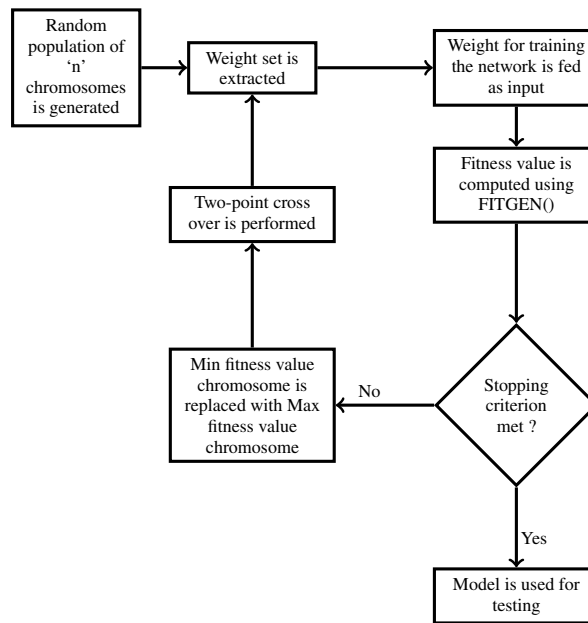 Random
population of
‘n’
chromosomes
is generated
Weight set is
extracted
Weight for training
the network is fed
as input
Fitness value is
computed using
FITGEN()
Two-point cross
over is performed
Stopping
criterion
met ?
No
Min fitness value
chromosome is
replaced with Max
fitness value
chromosome
Yes
Model is used for
testing